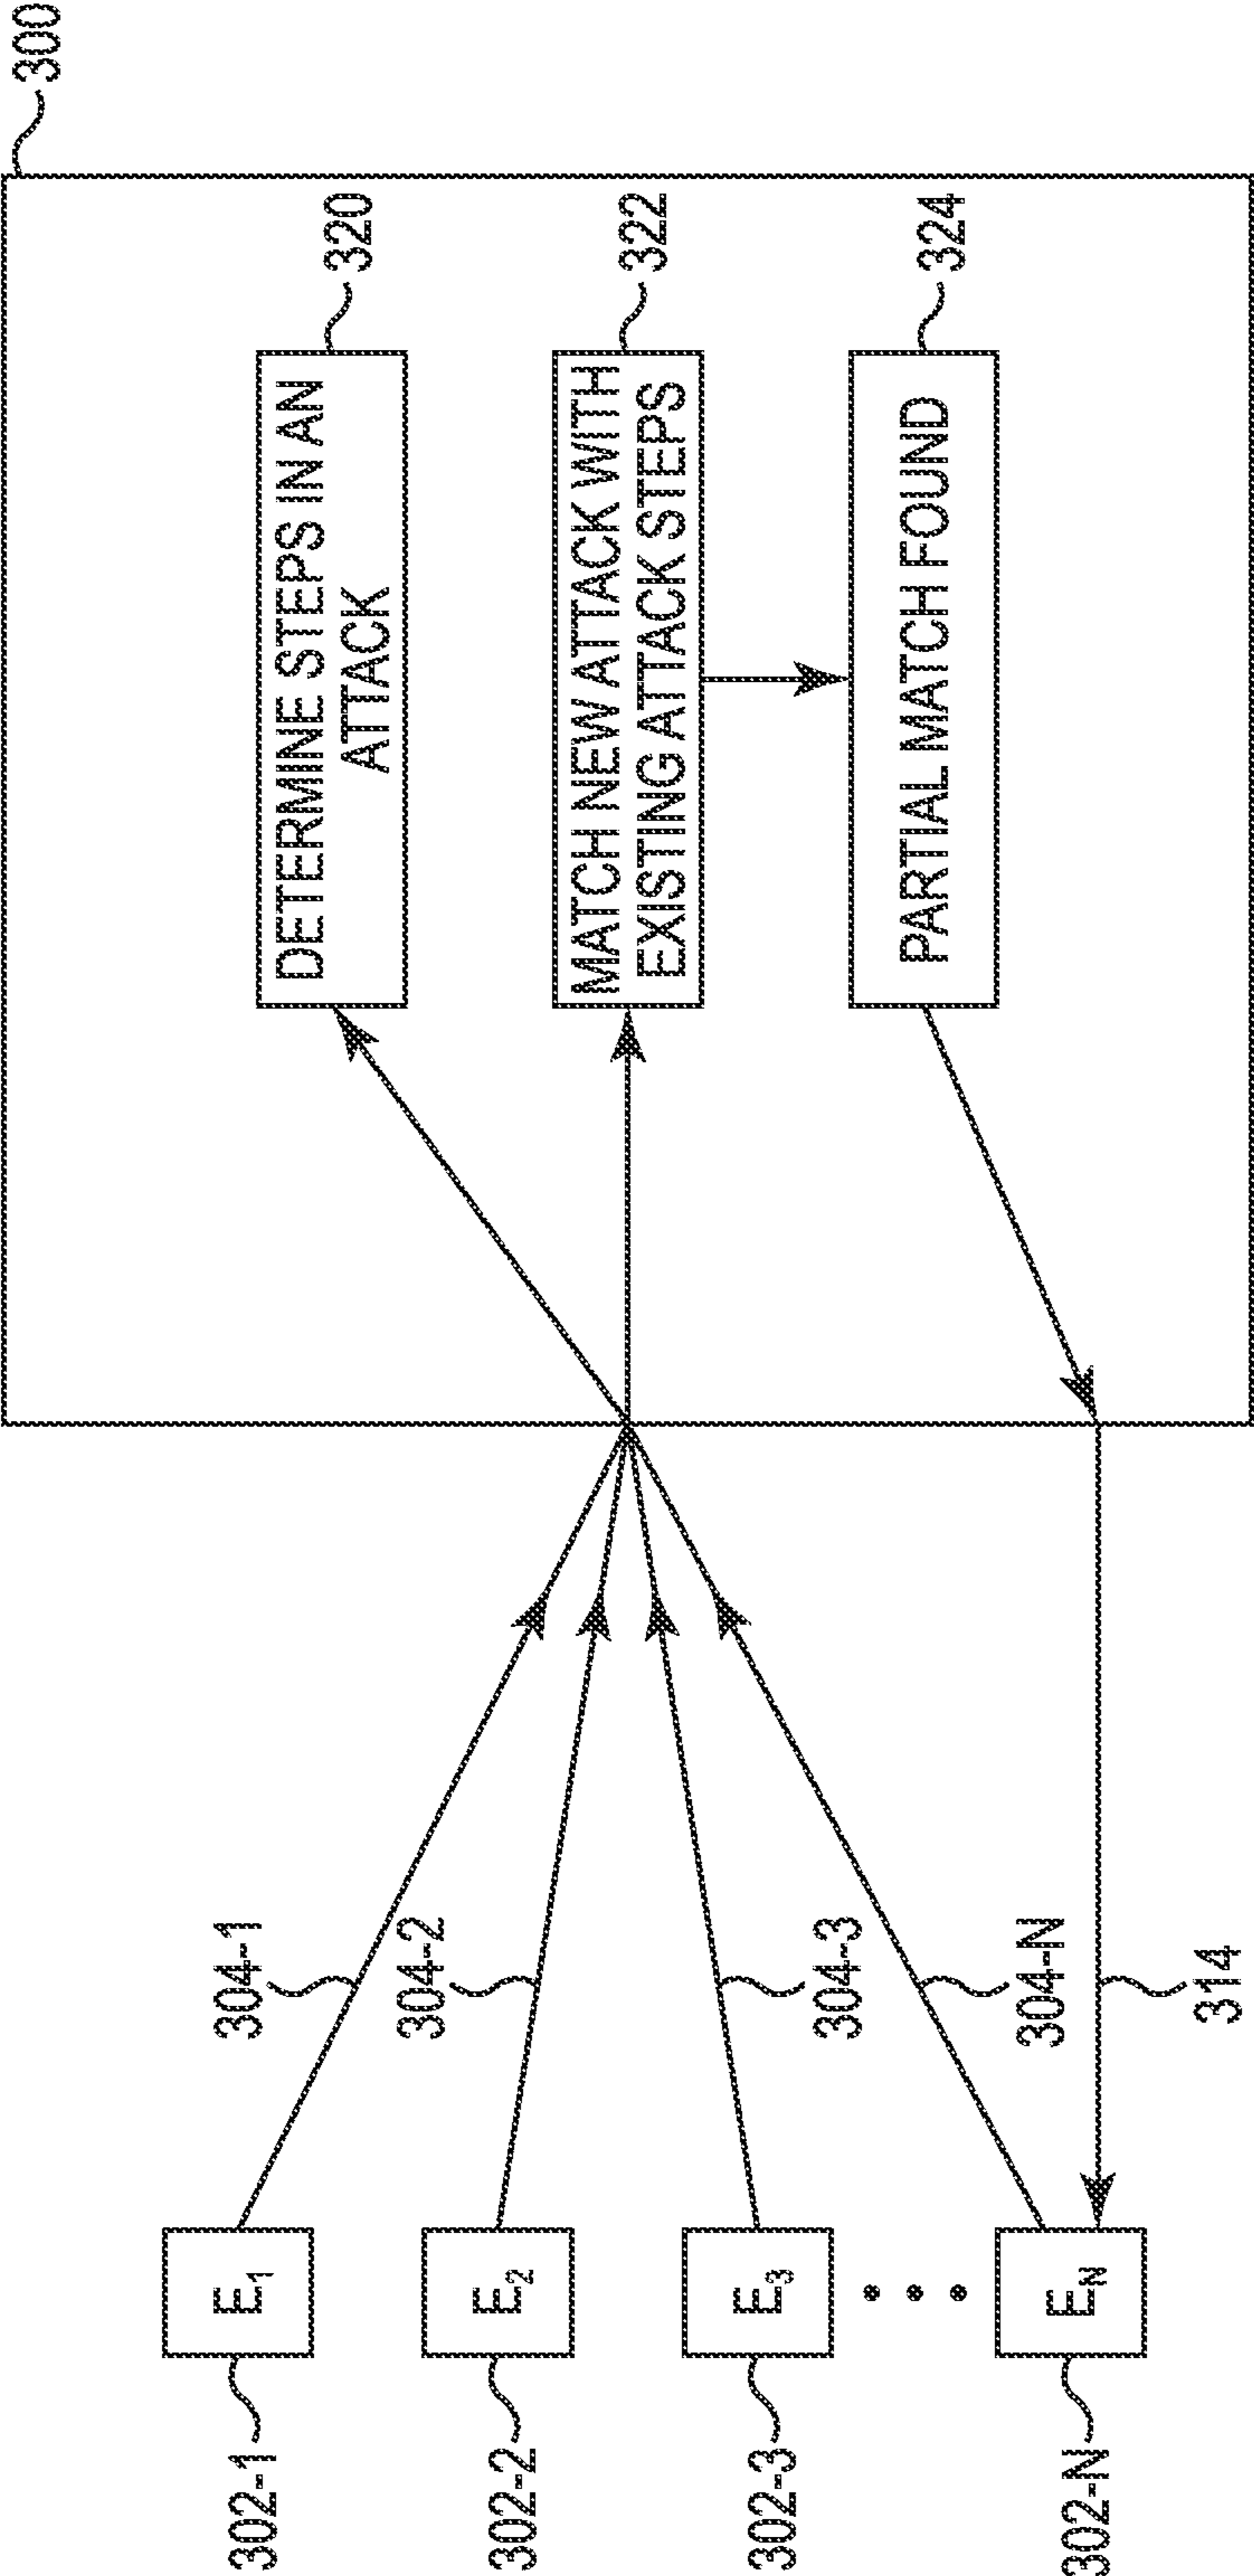 300
DETERMINE STEPS IN AN
ATTACK
320
MATCH NEW ATTACK WITH
EXISTING ATTACK STEPS
322
PARTIAL MATCH FOUND
324
304-1
304-2
304-3
304-N
314
E1
E2
E3
EN
302-1
302-2
302-3
302-N